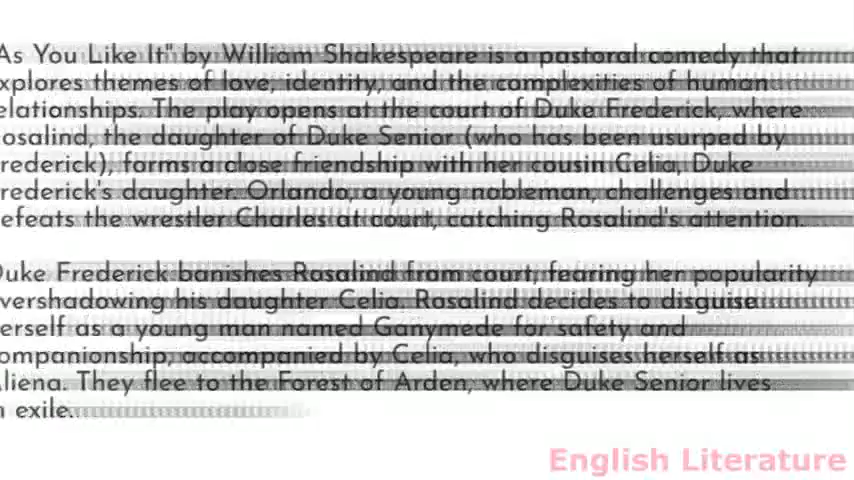 As You Like It" by William Shakespeare is a pastoral comedy that
xplores themes of love, identity, and the complexities of human
elationships. The play opens at the court of Duke Frederick, where
osalind, the daughter of Duke Senior (who has been usurped by
rederick), forms a close friendship with her cousin Celia, Duke
rederick's daughter. Orlando, a young nobleman, challenges and
efeats the wrestler Charles at court, catching Rosalind's attention.
Duke Frederick banishes Rosalind from court, fearing her popularity
vershadowing his daughter Celia. Rosalind decides to disguise
erself as a young man named Ganymede for safety and
ompanionship, accompanied by Celia, who disguises herself as
Aliena. They flee to the Forest of Arden, where Duke Senior lives
n exile.
English Literature